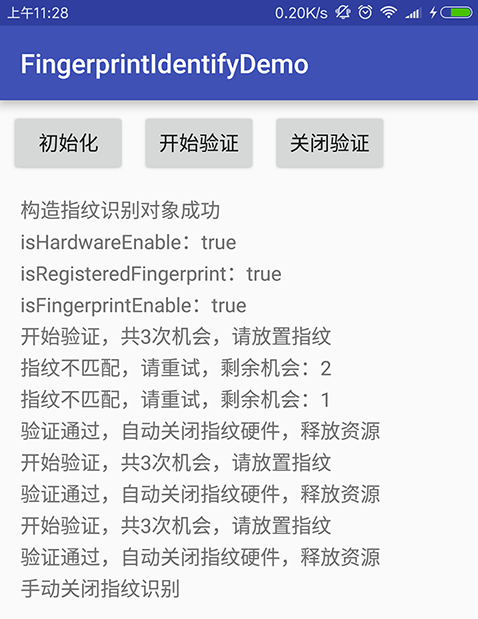 上午11:28 0.20K/s
FingerprintIdentifyDemo
初始化 开始验证 关闭验证
构造指纹识别对象成功
isHardwareEnable：true
isRegisteredFingerprint：true
isFingerprintEnable：true
开始验证，共3次机会，请放置指纹
指纹不匹配，请重试，剩余机会：2
指纹不匹配，请重试，剩余机会：1
验证通过，自动关闭指纹硬件，释放资源
开始验证，共3次机会，请放置指纹
验证通过，自动关闭指纹硬件，释放资源
开始验证，共3次机会，请放置指纹
验证通过，自动关闭指纹硬件，释放资源
手动关闭指纹识别